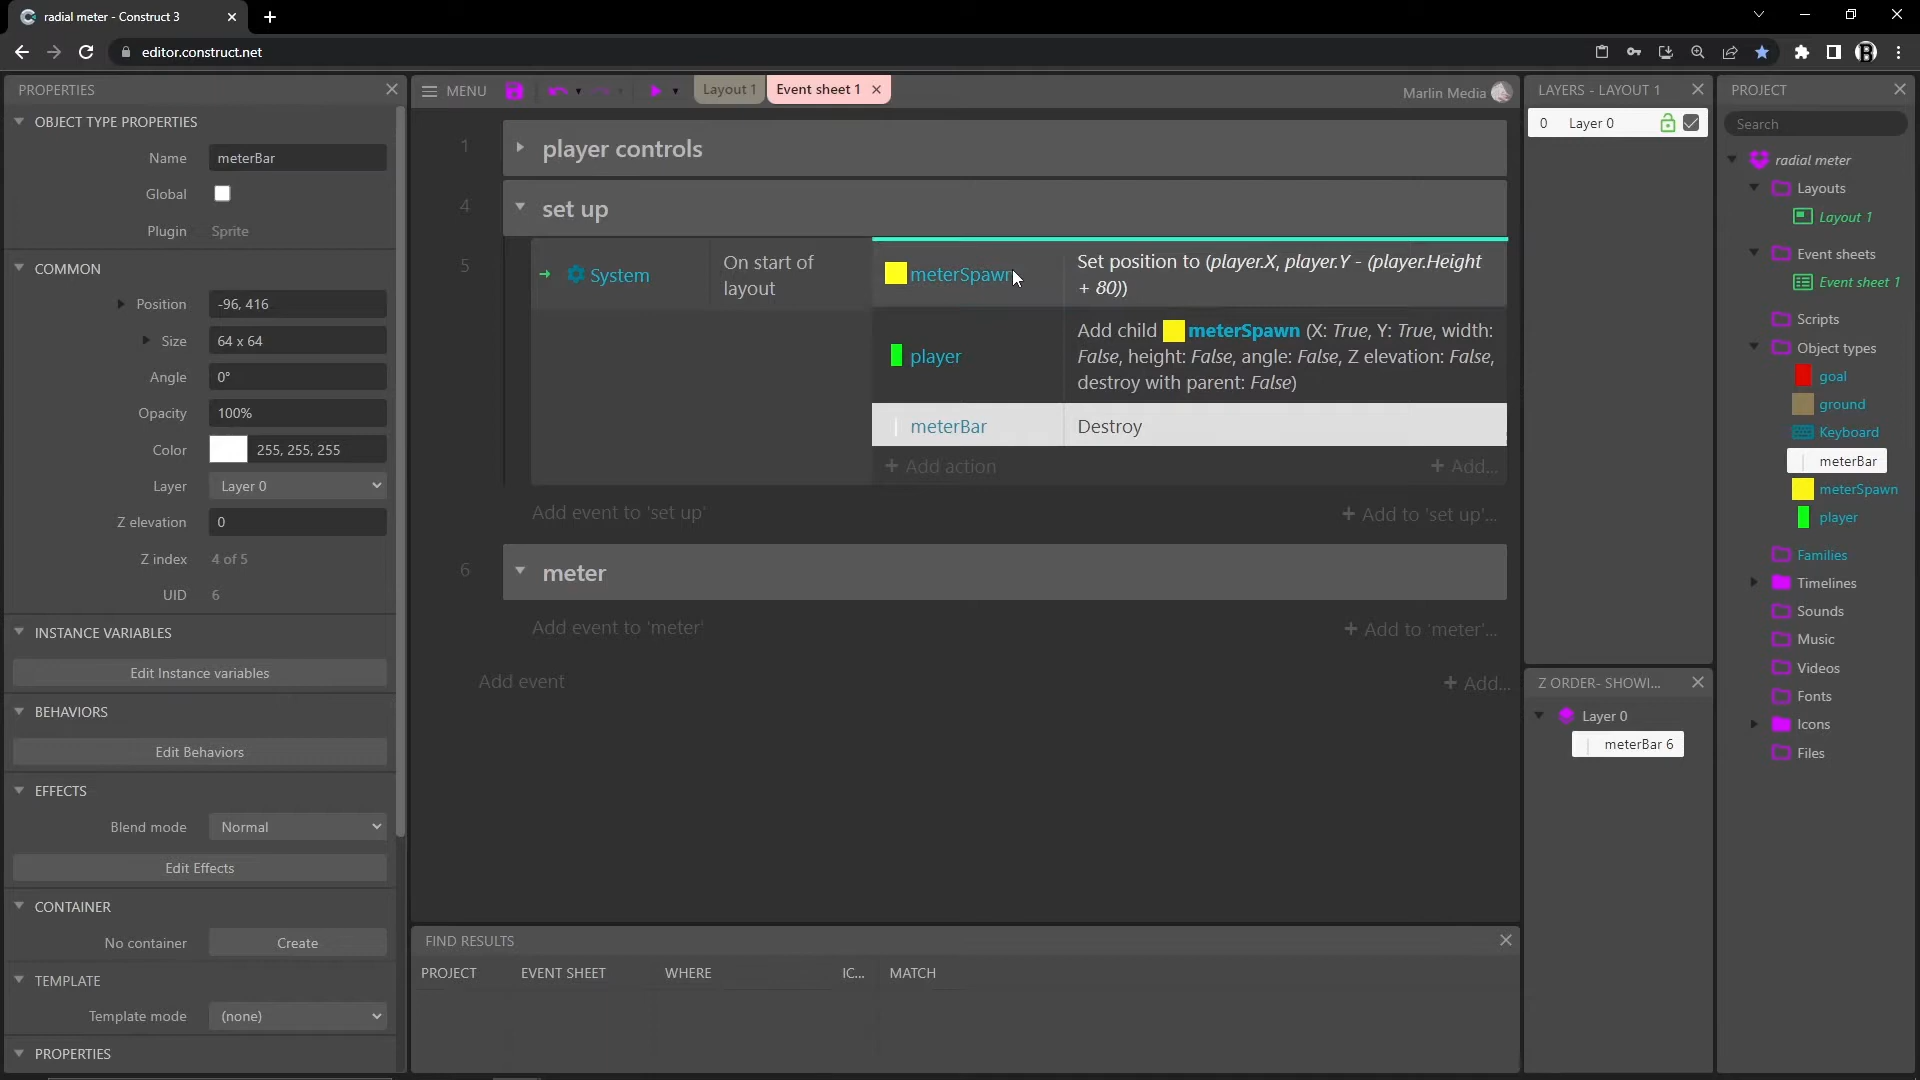 radial meter - Construct 3
editor.construct.net
PROPERTIES
OBJECT TYPE PROPERTIES
Name meterBar
Global
Plugin Sprite
COMMON
Position -96, 416
Size 64 x 64
Angle 0°
Opacity 100%
Color 255, 255, 255
Layer Layer 0
Z elevation 0
Z index 4 of 5
UID 6
INSTANCE VARIABLES
Edit Instance variables
BEHAVIORS
Edit Behaviors
EFFECTS
Blend mode Normal
Edit Effects
CONTAINER
No container Create
TEMPLATE
Template mode (none)
PROPERTIES
MENU
Layout 1
Event sheet 1
Marlin Media
1 player controls
4 set up
5 System
On start of
layout
meterSpawn
Set position to (player.X, player.Y - (player.Height
+ 80))
player
Add child meterSpawn (X: True, Y: True, width:
False, height: False, angle: False, Z elevation: False,
destroy with parent: False)
meterBar Destroy
+ Add action + Add...
Add event to 'set up' + Add to 'set up'...
6 meter
Add event to 'meter' + Add to 'meter'...
Add event + Add...
FIND RESULTS
PROJECT EVENT SHEET WHERE IC... MATCH
LAYERS - LAYOUT 1
0 Layer 0
Z ORDER- SHOWI...
Layer 0
meterBar 6
PROJECT
Search
radial meter
Layouts
Layout 1
Event sheets
Event sheet 1
Scripts
Object types
goal
ground
Keyboard
meterBar
meterSpawn
player
Families
Timelines
Sounds
Music
Videos
Fonts
Icons
Files